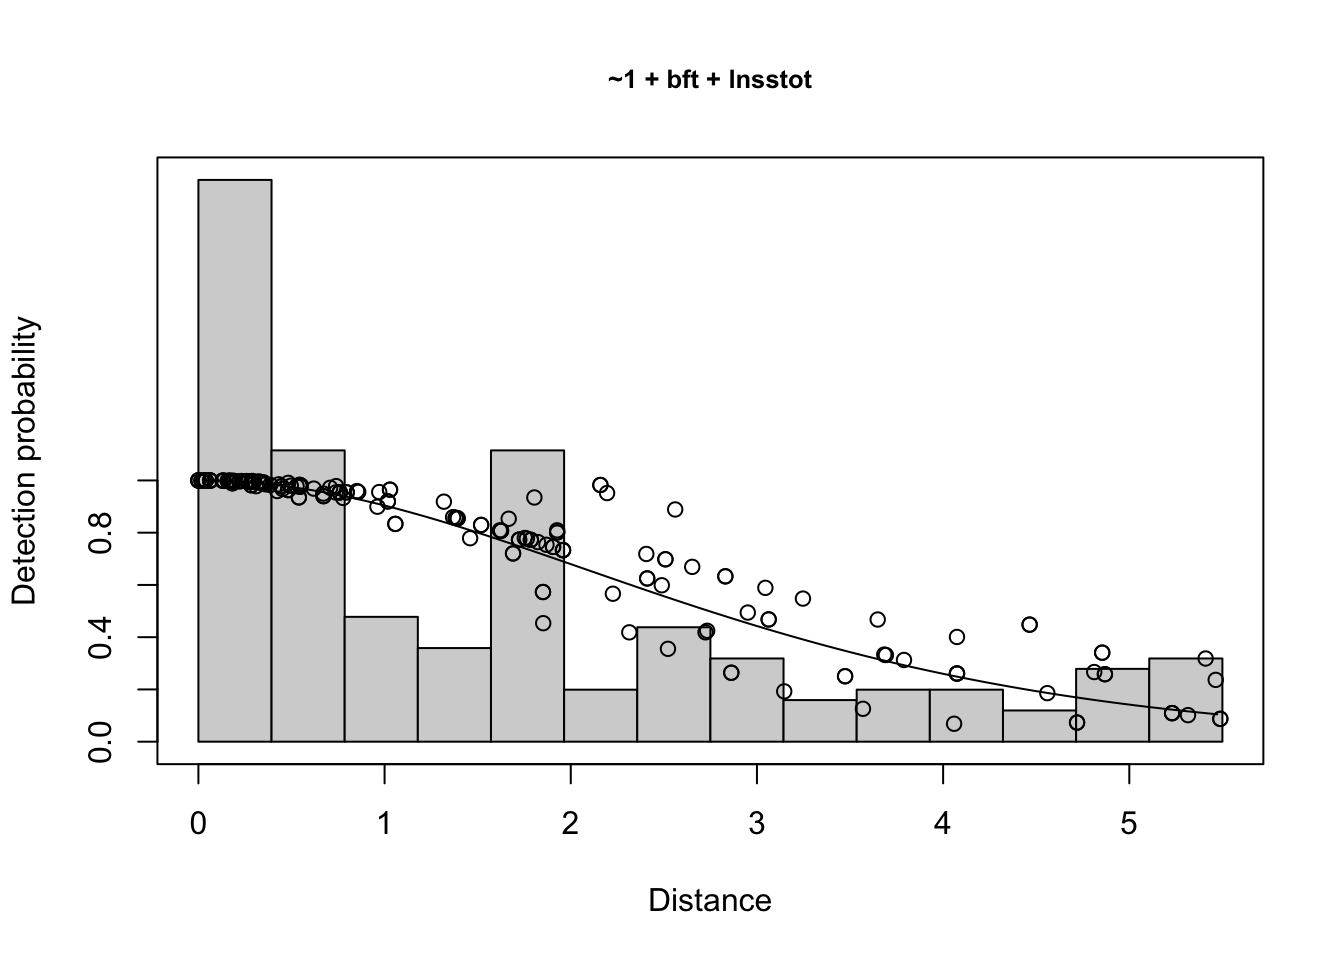 ~1 + bft + lnsstot
Detection probability
0.8
0.4
0.0
0 1 2 3 4 5
Distance